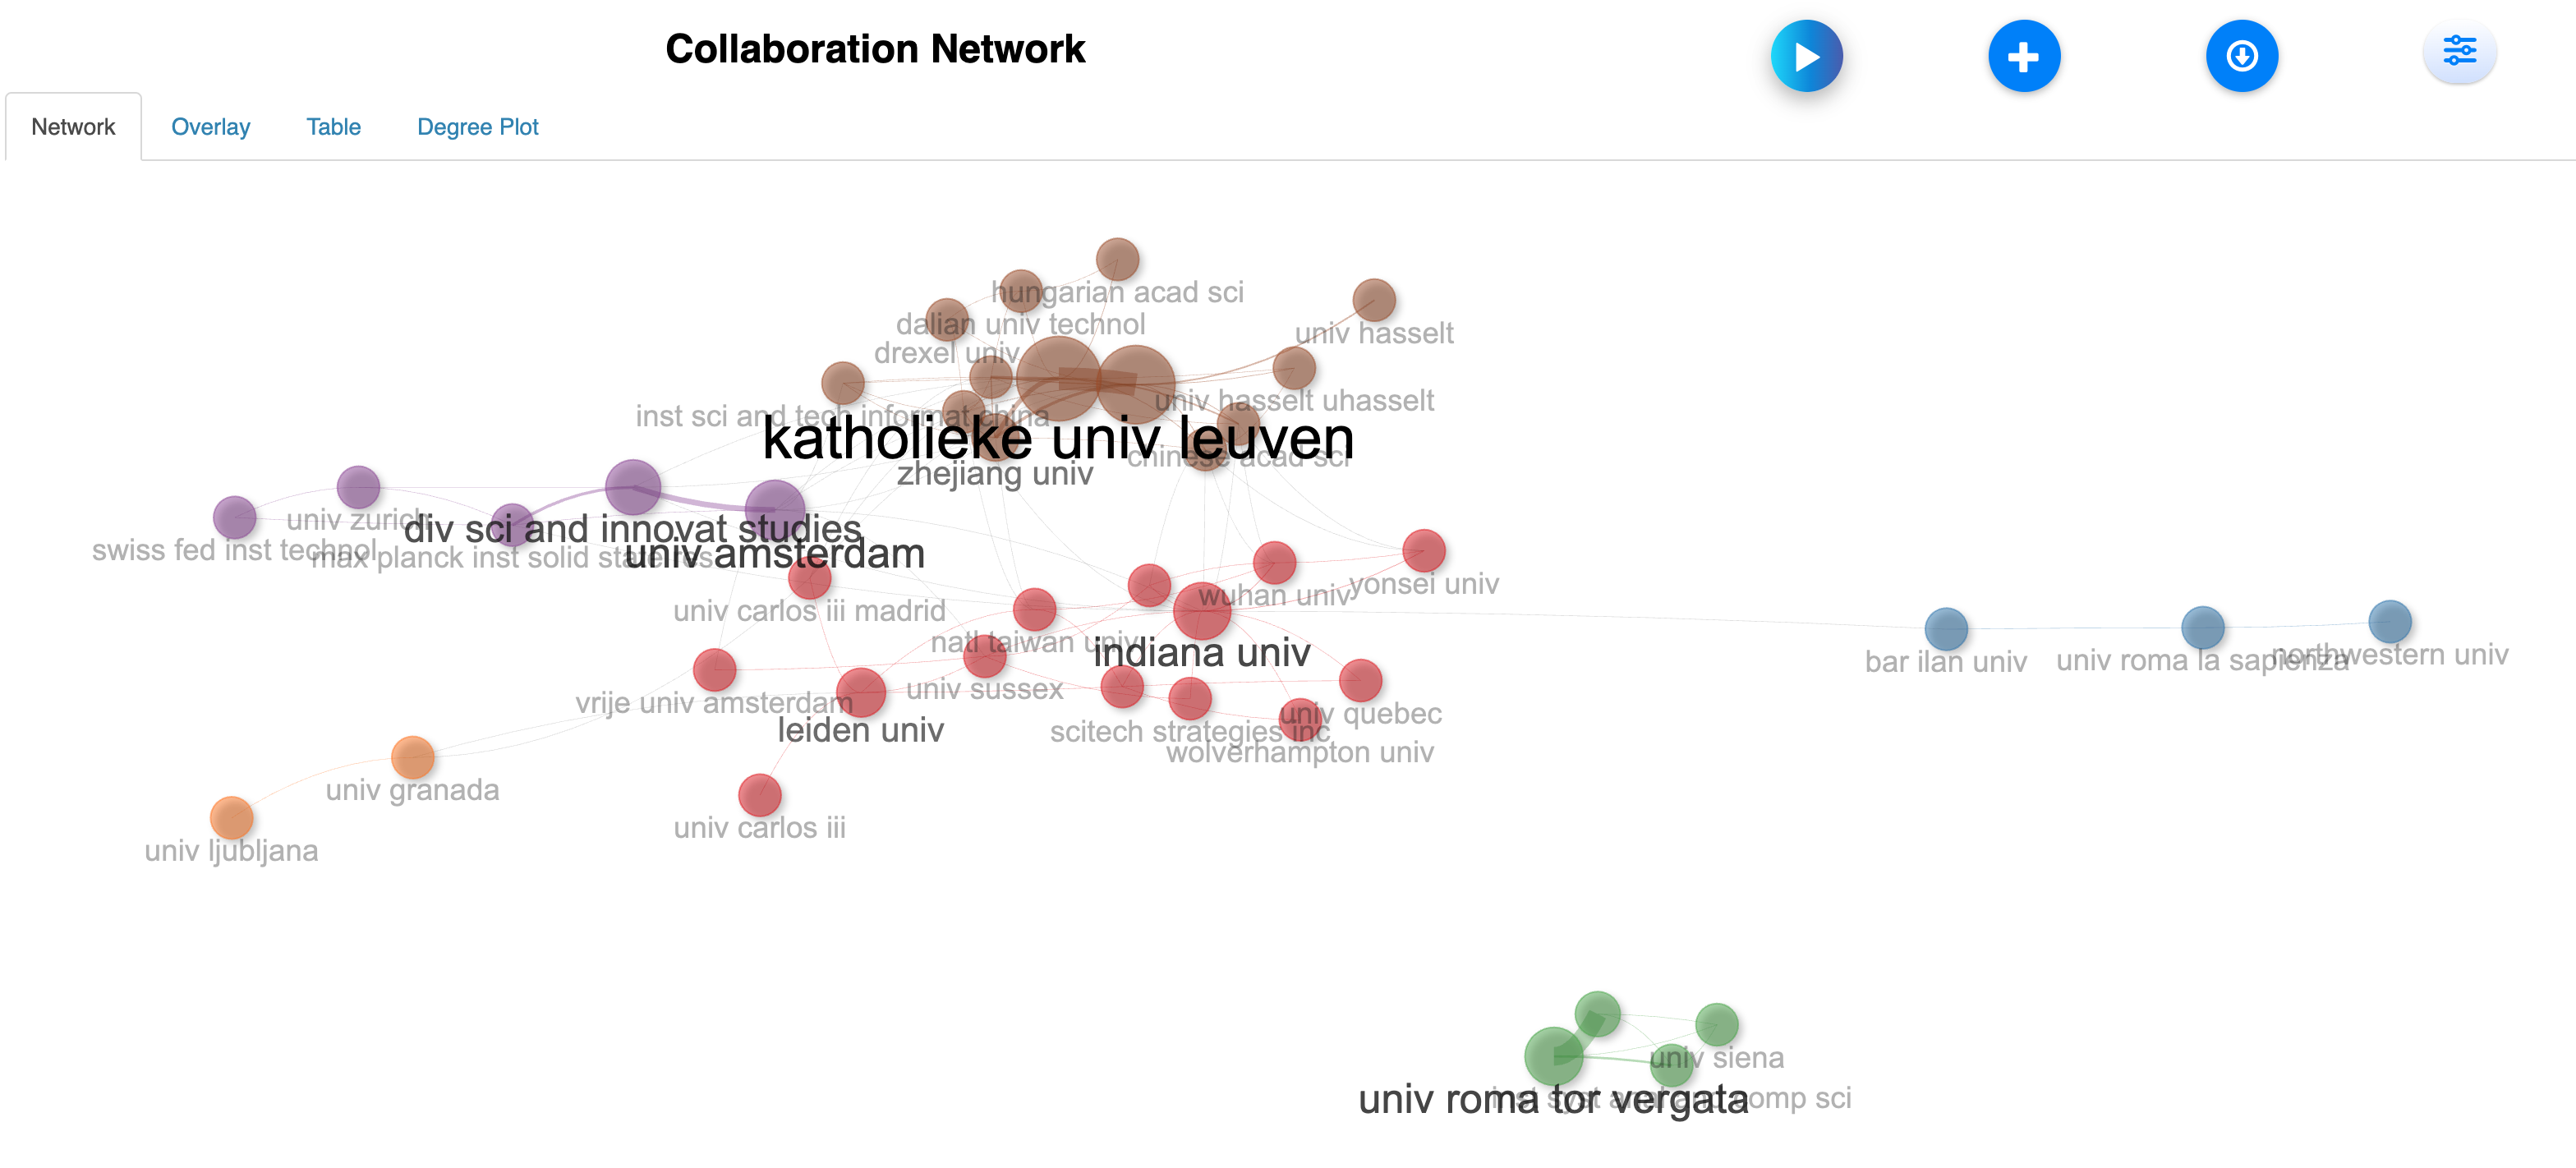 Collaboration Network
Network
Overlay
Table
Degree Plot
hungarian acad sci
dalian univ technol
univ hasselt
drexel univ
univ hasselt uhasselt
inst sci and tech informat china
katholieke univ leuven
chinese acad sci
zhejiang univ
univ zurich
div sci and innovat studies
swiss fed inst technol
max planck inst solid state res
univ amsterdam
yonsei univ
wuhan univ
univ carlos iii madrid
natl taiwan univ
indiana univ
bar ilan univ
univ roma la sapienza
northwestern univ
univ sussex
vrije univ amsterdam
univ quebec
leiden univ
scitech strategies inc
wolverhampton univ
univ granada
univ carlos iii
univ ljubljana
univ siena
univ roma tor vergata
inst syst anal and comp sci